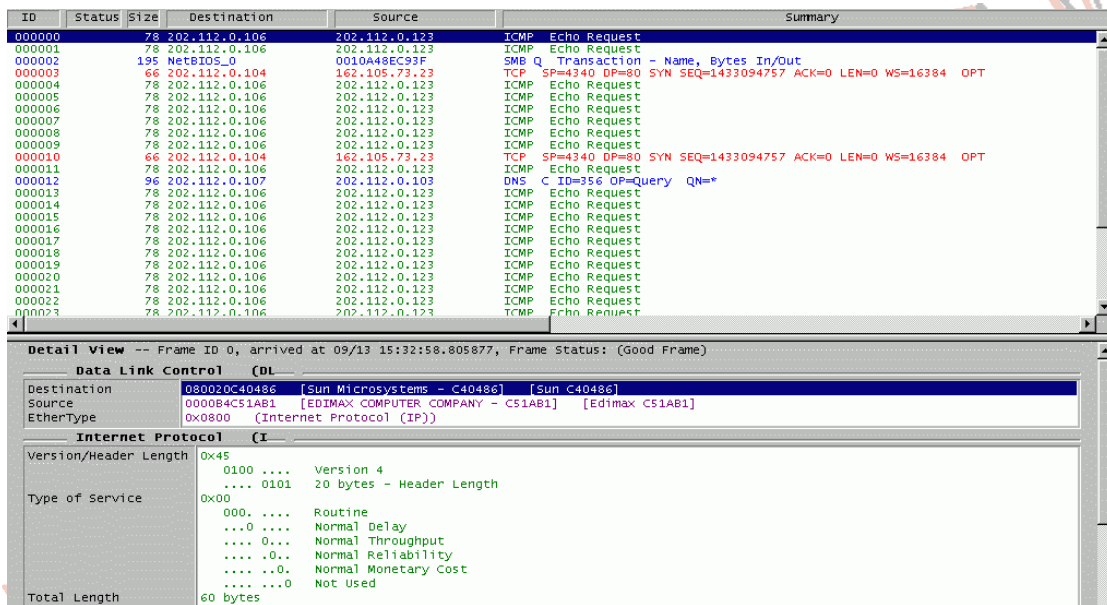 ID Status Size Destination Source Summary
000000 78 202.112.0.106 202.112.0.123 ICMP Echo Request
000001 78 202.112.0.106 202.112.0.123 ICMP Echo Request
000002 195 NetBIOS_0 0010A48EC93F SMB Q Transaction - Name, Bytes In/Out
000003 66 202.112.0.104 162.105.73.23 TCP SP=4340 DP=80 SYN SEQ=1433094757 ACK=0 LEN=0 WS=16384 OPT
000004 78 202.112.0.106 202.112.0.123 ICMP Echo Request
000005 78 202.112.0.106 202.112.0.123 ICMP Echo Request
000006 78 202.112.0.106 202.112.0.123 ICMP Echo Request
000007 78 202.112.0.106 202.112.0.123 ICMP Echo Request
000008 78 202.112.0.106 202.112.0.123 ICMP Echo Request
000009 78 202.112.0.106 202.112.0.123 ICMP Echo Request
000010 66 202.112.0.104 162.105.73.23 TCP SP=4340 DP=80 SYN SEQ=1433094757 ACK=0 LEN=0 WS=16384 OPT
000011 78 202.112.0.106 202.112.0.123 ICMP Echo Request
000012 96 202.112.0.107 202.112.0.103 DNS C ID=356 OP=Query QN=*
000013 78 202.112.0.106 202.112.0.123 ICMP Echo Request
000014 78 202.112.0.106 202.112.0.123 ICMP Echo Request
000015 78 202.112.0.106 202.112.0.123 ICMP Echo Request
000016 78 202.112.0.106 202.112.0.123 ICMP Echo Request
000017 78 202.112.0.106 202.112.0.123 ICMP Echo Request
000018 78 202.112.0.106 202.112.0.123 ICMP Echo Request
000019 78 202.112.0.106 202.112.0.123 ICMP Echo Request
000020 78 202.112.0.106 202.112.0.123 ICMP Echo Request
000021 78 202.112.0.106 202.112.0.123 ICMP Echo Request
000022 78 202.112.0.106 202.112.0.123 ICMP Echo Request
000023 78 202.112.0.106 202.112.0.123 ICMP Echo Request
Detail View -- Frame ID 0, arrived at 09/13 15:32:58.805877, Frame Status: (Good Frame)
Data Link Control (DL
Destination 080020C40486 [Sun Microsystems - C40486] [Sun C40486]
Source 0000B4C51AB1 [EDIMAX COMPUTER COMPANY - C51AB1] [Edimax C51AB1]
EtherType 0x0800 (Internet Protocol (IP))
Internet Protocol (I
Version/Header Length 0x45
0100 .... Version 4
.... 0101 20 bytes - Header Length
Type of Service 0x00
000. .... Routine
...0 .... Normal Delay
.... 0... Normal Throughput
.... .0.. Normal Reliability
.... ..0. Normal Monetary Cost
.... ...0 Not Used
Total Length 60 bytes